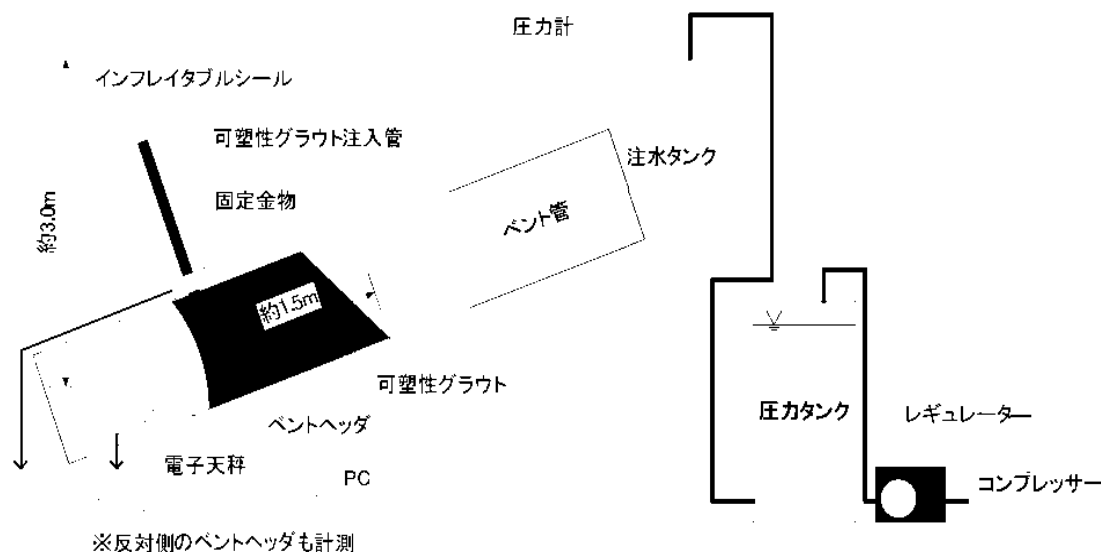 圧力計
インフレイタブルシール
可塑性グラウト注入管
注水タンク
固定金物
ベント管
約3.0m
約1.5m
可塑性グラウト
圧力タンク
レギュレーター
ベントヘッダ
電子天秤
PC
コンプレッサー
※反対側のベントヘッダも計測